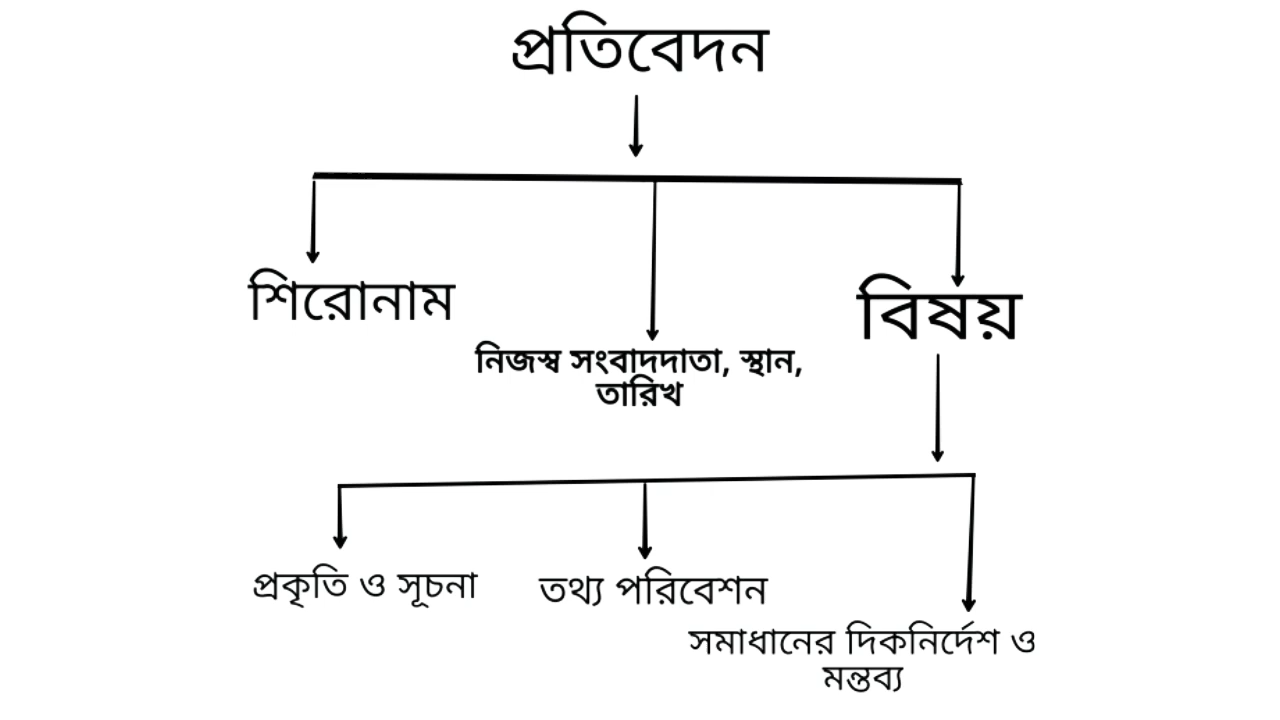 প্রতিবেদন
শিরোনাম
বিষয়
নিজস্ব সংবাদদাতা, স্থান,
তারিখ
প্রকৃতি ও সূচনা
তথ্য পরিবেশন
সমাধানের দিকনির্দেশ ও
মন্তব্য